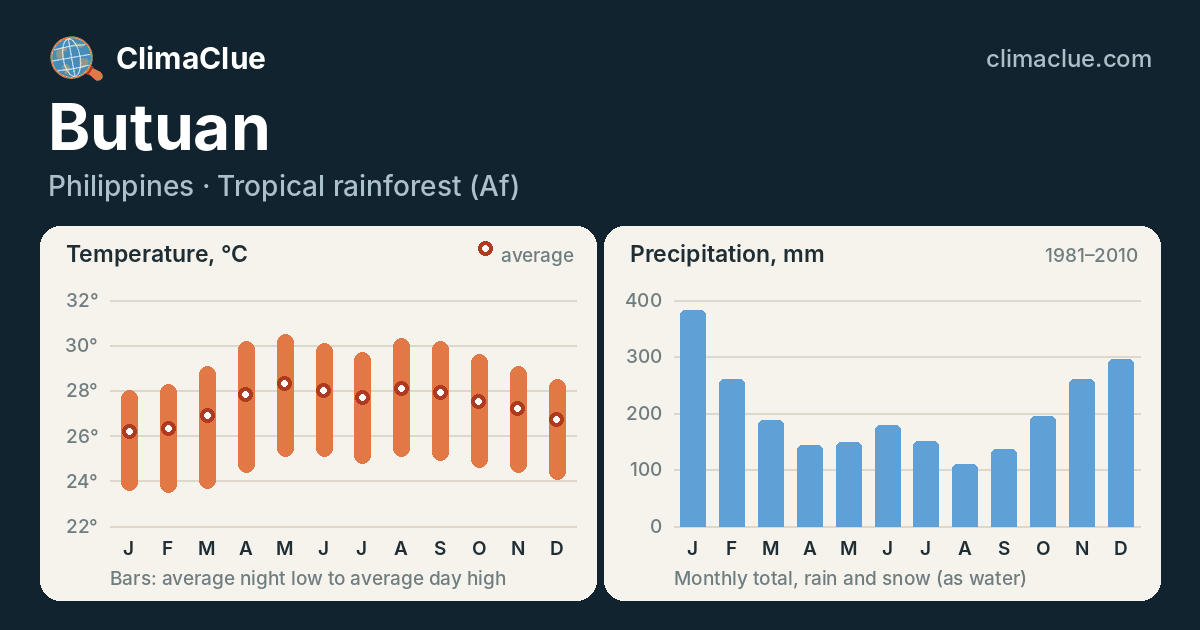 ClimaClue
climaclue.com
Butuan
Philippines · Tropical rainforest (Af)
Temperature, °C
average
32°
30°
28°
26°
24°
22°
J F M A M J J A S O N D
Bars: average night low to average day high
Precipitation, mm
1981–2010
400
300
200
100
0
J F M A M J J A S O N D
Monthly total, rain and snow (as water)